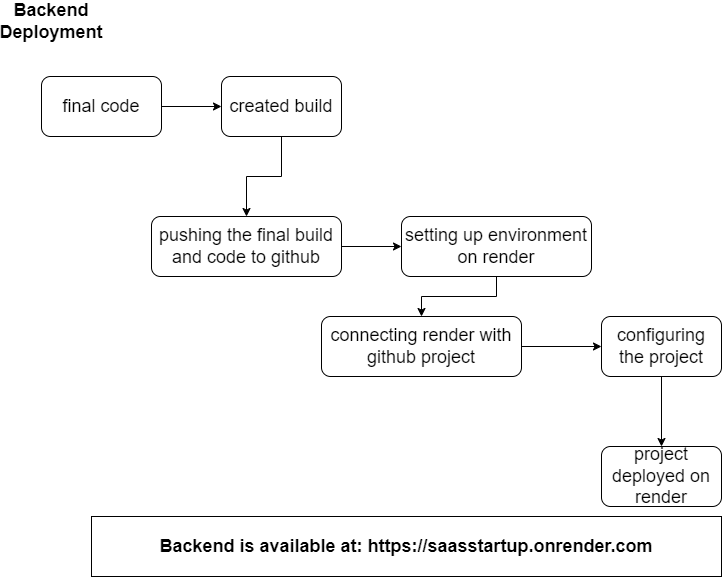 Backend
Deployment
final code
created build
pushing the final build
and code to github
setting up environment
on render
connecting render with
github project
configuring
the project
project
deployed on
render
Backend is available at: https://saasstartup.onrender.com